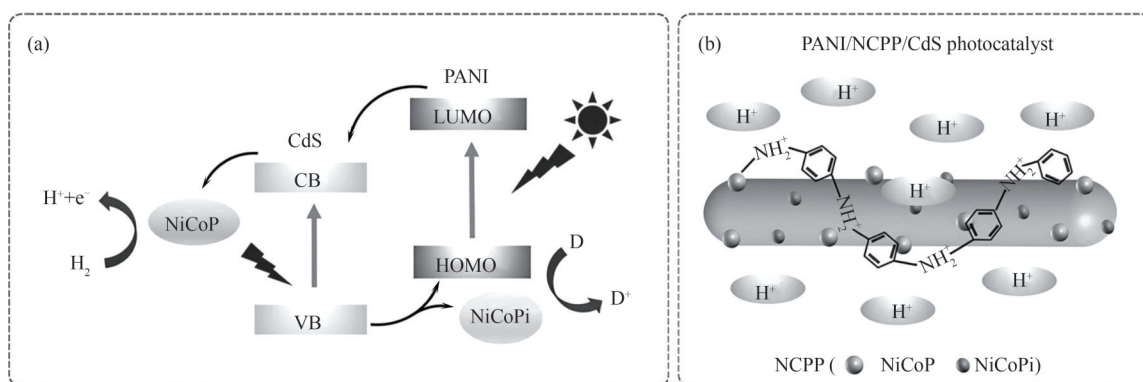 (a)
PANI
LUMO
CdS
CB
H⁺+e⁻
NiCoP
H₂
HOMO
D
D⁺
VB
NiCoPi
(b)
PANI/NCPP/CdS photocatalyst
H⁺
H⁺
H⁺
H⁺
NH₂⁺
NH₂⁺
H⁺
NH₂⁺
NH₂⁺
H⁺
H⁺
H⁺
NCPP ( NiCoP NiCoPi)